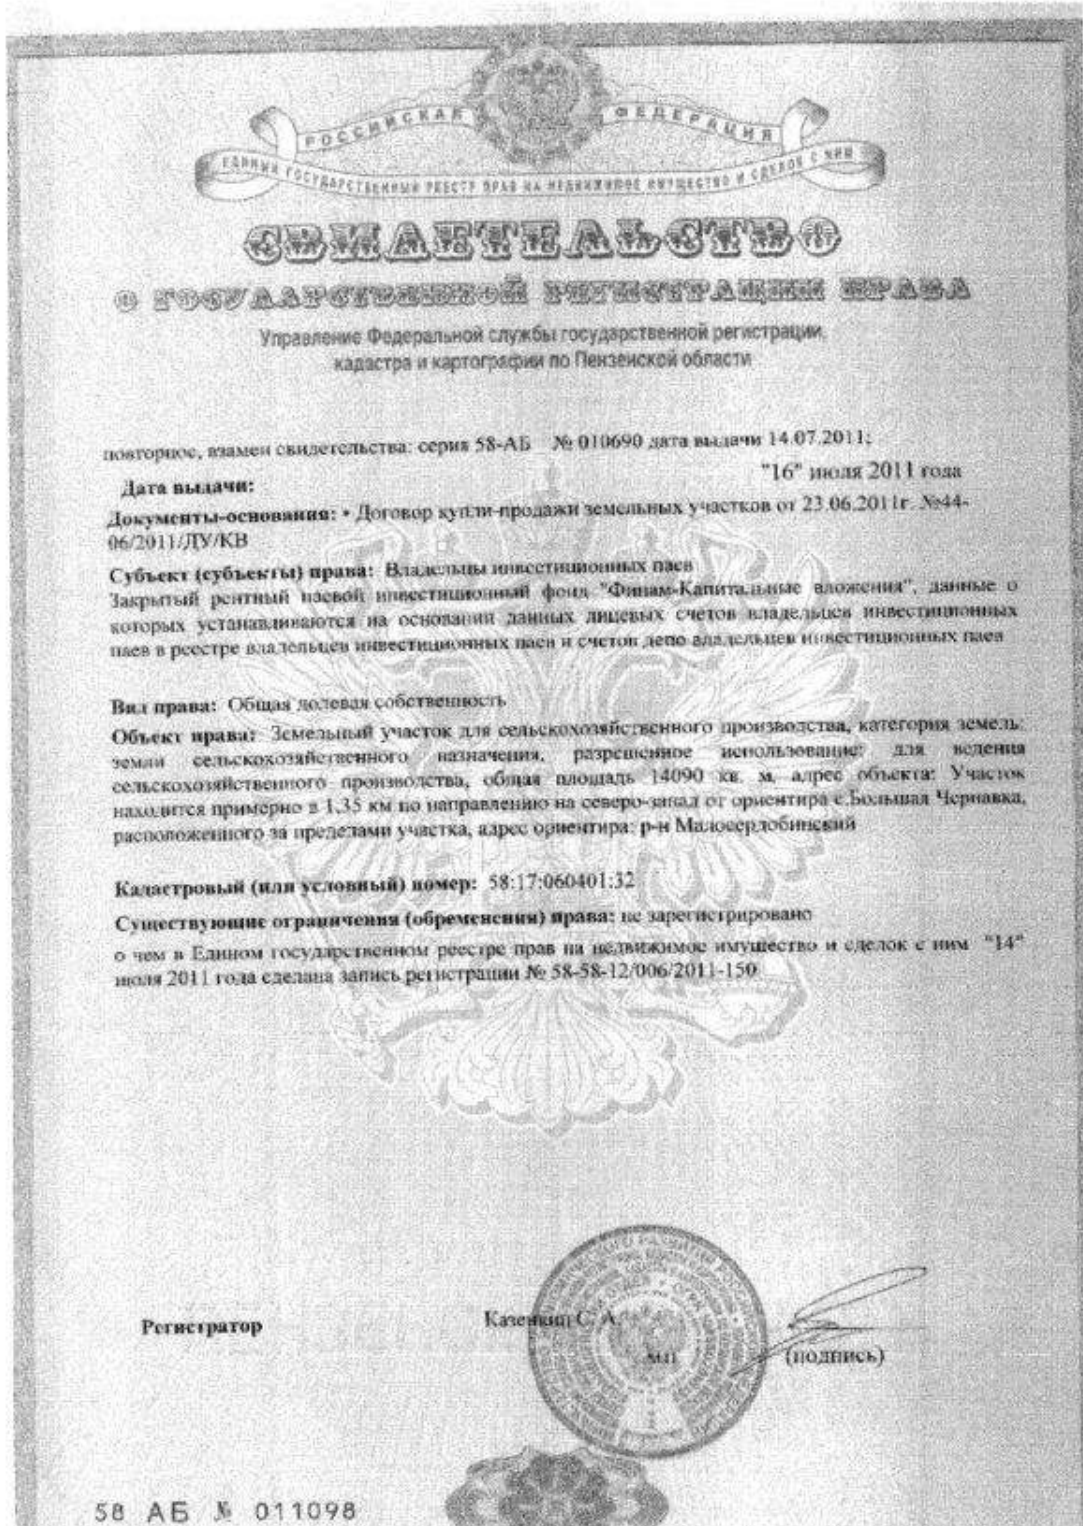 РОССИЙСКАЯ ФЕДЕРАЦИЯ
ЕДИНЫЙ ГОСУДАРСТВЕННЫЙ РЕЕСТР ПРАВ НА НЕДВИЖИМОЕ ИМУЩЕСТВО И СДЕЛОК С НИМ
СВИДЕТЕЛЬСТВО
О ГОСУДАРСТВЕННОЙ РЕГИСТРАЦИИ ПРАВА
Управление Федеральной службы государственной регистрации,
кадастра и картографии по Пензенской области
повторное, взамен свидетельства: серия 58-АБ № 010690 дата выдачи 14.07.2011;
"16" июля 2011 года
Дата выдачи:
Документы-основания: • Договор купли-продажи земельных участков от 23.06.2011г. №44-
06/2011/ДУ/КВ
Субъект (субъекты) права: Владельцы инвестиционных паев
Закрытый рентный паевой инвестиционный фонд "Финам-Капитальные вложения", данные о
которых устанавливаются на основании данных лицевых счетов владельцев инвестиционных
паев в реестре владельцев инвестиционных паев и счетов депо владельцев инвестиционных паев
Вид права: Общая долевая собственность
Объект права: Земельный участок для сельскохозяйственного производства, категория земель:
земли сельскохозяйственного назначения, разрешенное использование: для ведения
сельскохозяйственного производства, общая площадь 14090 кв. м, адрес объекта: Участок
находится примерно в 1,35 км по направлению на северо-запад от ориентира с.Большая Чернавка,
расположенного за пределами участка, адрес ориентира: р-н Малосердобинский
Кадастровый (или условный) номер: 58:17:060401:32
Существующие ограничения (обременения) права: не зарегистрировано
о чем в Едином государственном реестре прав на недвижимое имущество и сделок с ним "14"
июля 2011 года сделана запись регистрации № 58-58-12/006/2011-150
Регистратор
Казенкин С. А.
МП
(подпись)
58 АБ № 011098